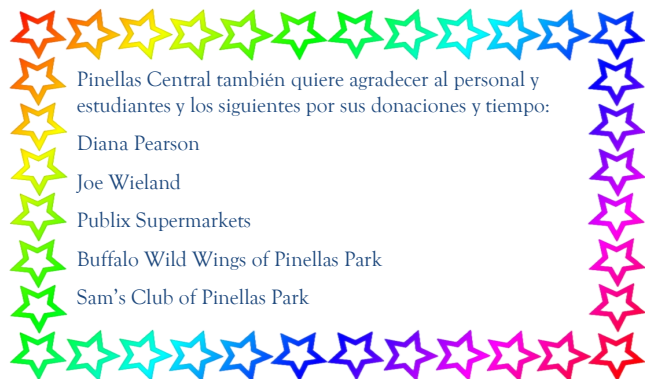 Pinellas Central también quiere agradecer al personal y
estudiantes y los siguientes por sus donaciones y tiempo:
Diana Pearson
Joe Wieland
Publix Supermarkets
Buffalo Wild Wings of Pinellas Park
Sam's Club of Pinellas Park